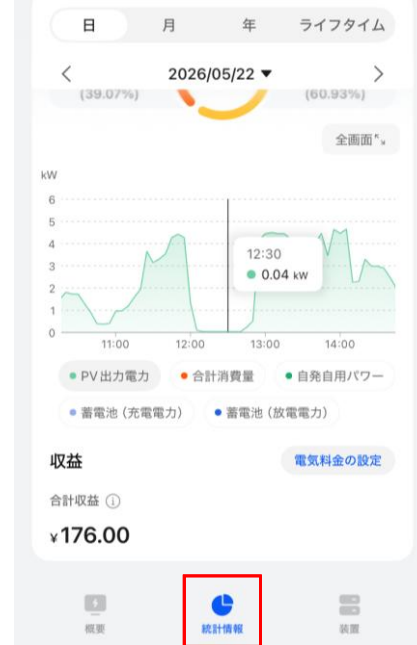 日 月 年 ライフタイム
< 2026/05/22 ▼ >
(39.07%) (60.93%)
全画面
kW
6
5
4
3
2
1
0
12:30
0.04 kW
11:00 12:00 13:00 14:00
PV出力電力 合計消費量 自発自用パワー
蓄電池（充電電力） 蓄電池（放電電力）
収益 電気料金の設定
合計収益
¥176.00
概要 統計情報 装置